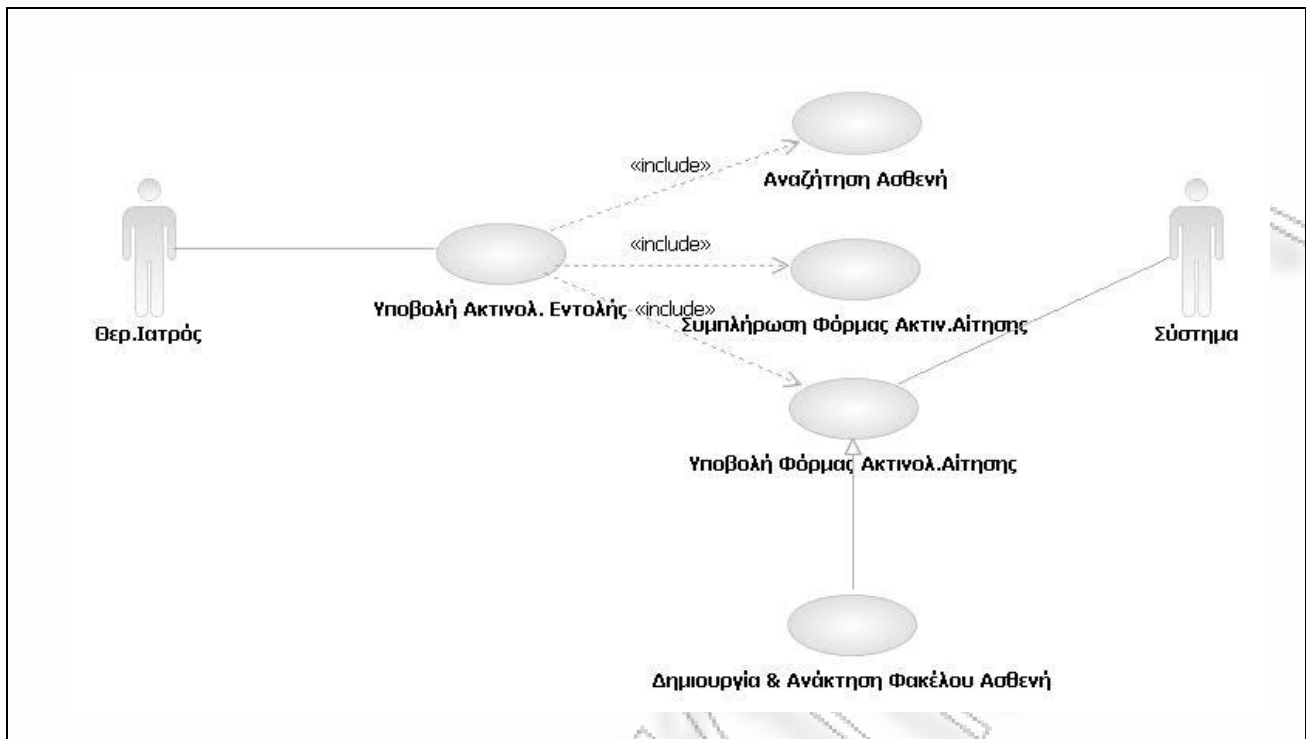 «include»
Αναζήτηση Ασθενή
«include»
Υποβολή Ακτινολ. Εντολής
«include»
Συμπλήρωση Φόρμας Ακτιν.Αίτησης
Θερ.Ιατρός
Σύστημα
Υποβολή Φόρμας Ακτινολ.Αίτησης
Δημιουργία & Ανάκτηση Φακέλου Ασθενή